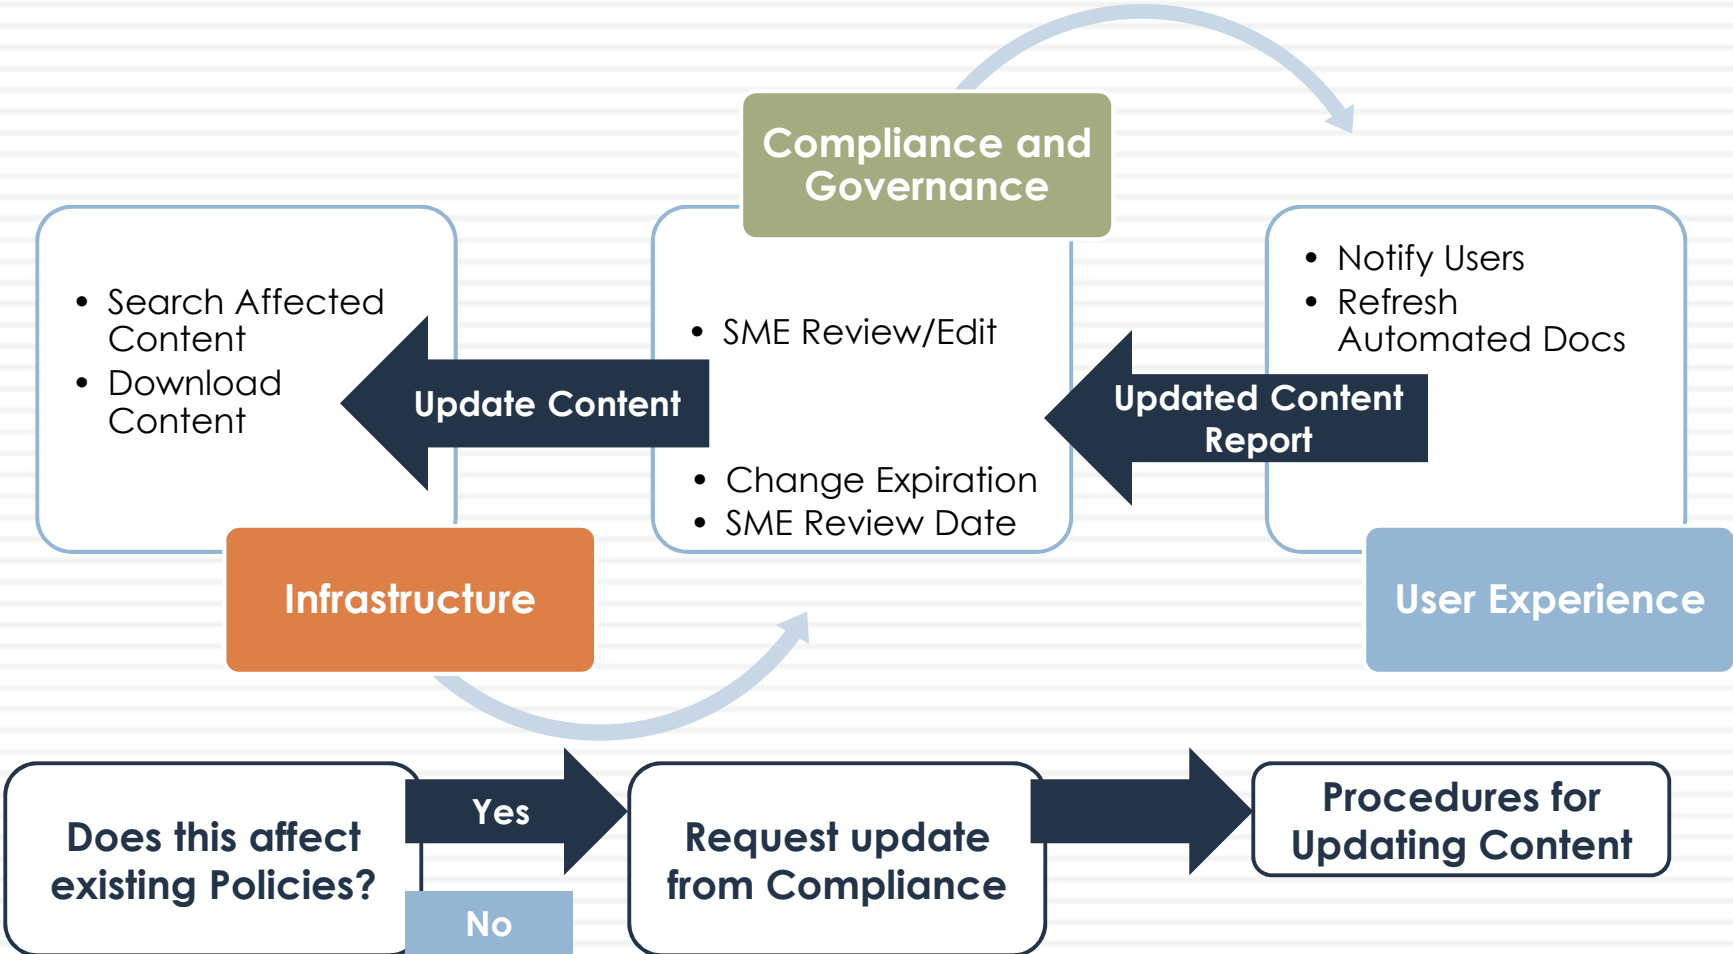 Compliance and
Governance
• Search Affected
Content
• Download
Content
Update Content
Infrastructure
• SME Review/Edit
• Change Expiration
• SME Review Date
Updated Content
Report
• Notify Users
• Refresh
Automated Docs
User Experience
Does this affect
existing Policies?
Yes
No
Request update
from Compliance
Procedures for
Updating Content